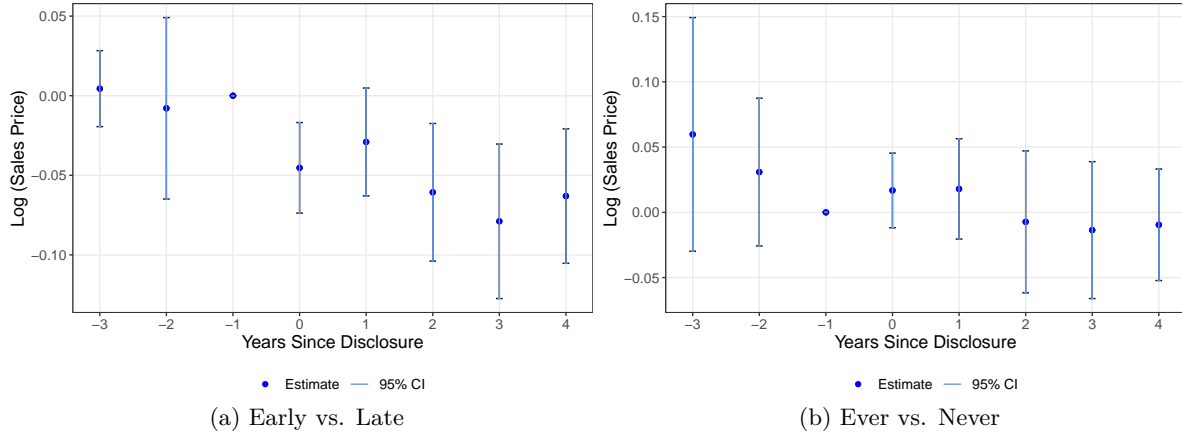 0.05
0.00
−0.05
−0.10
Log (Sales Price)
−3 −2 −1 0 1 2 3 4
Years Since Disclosure
Estimate 95% CI
(a) Early vs. Late
0.15
0.10
0.05
0.00
−0.05
Log (Sales Price)
−3 −2 −1 0 1 2 3 4
Years Since Disclosure
Estimate 95% CI
(b) Ever vs. Never